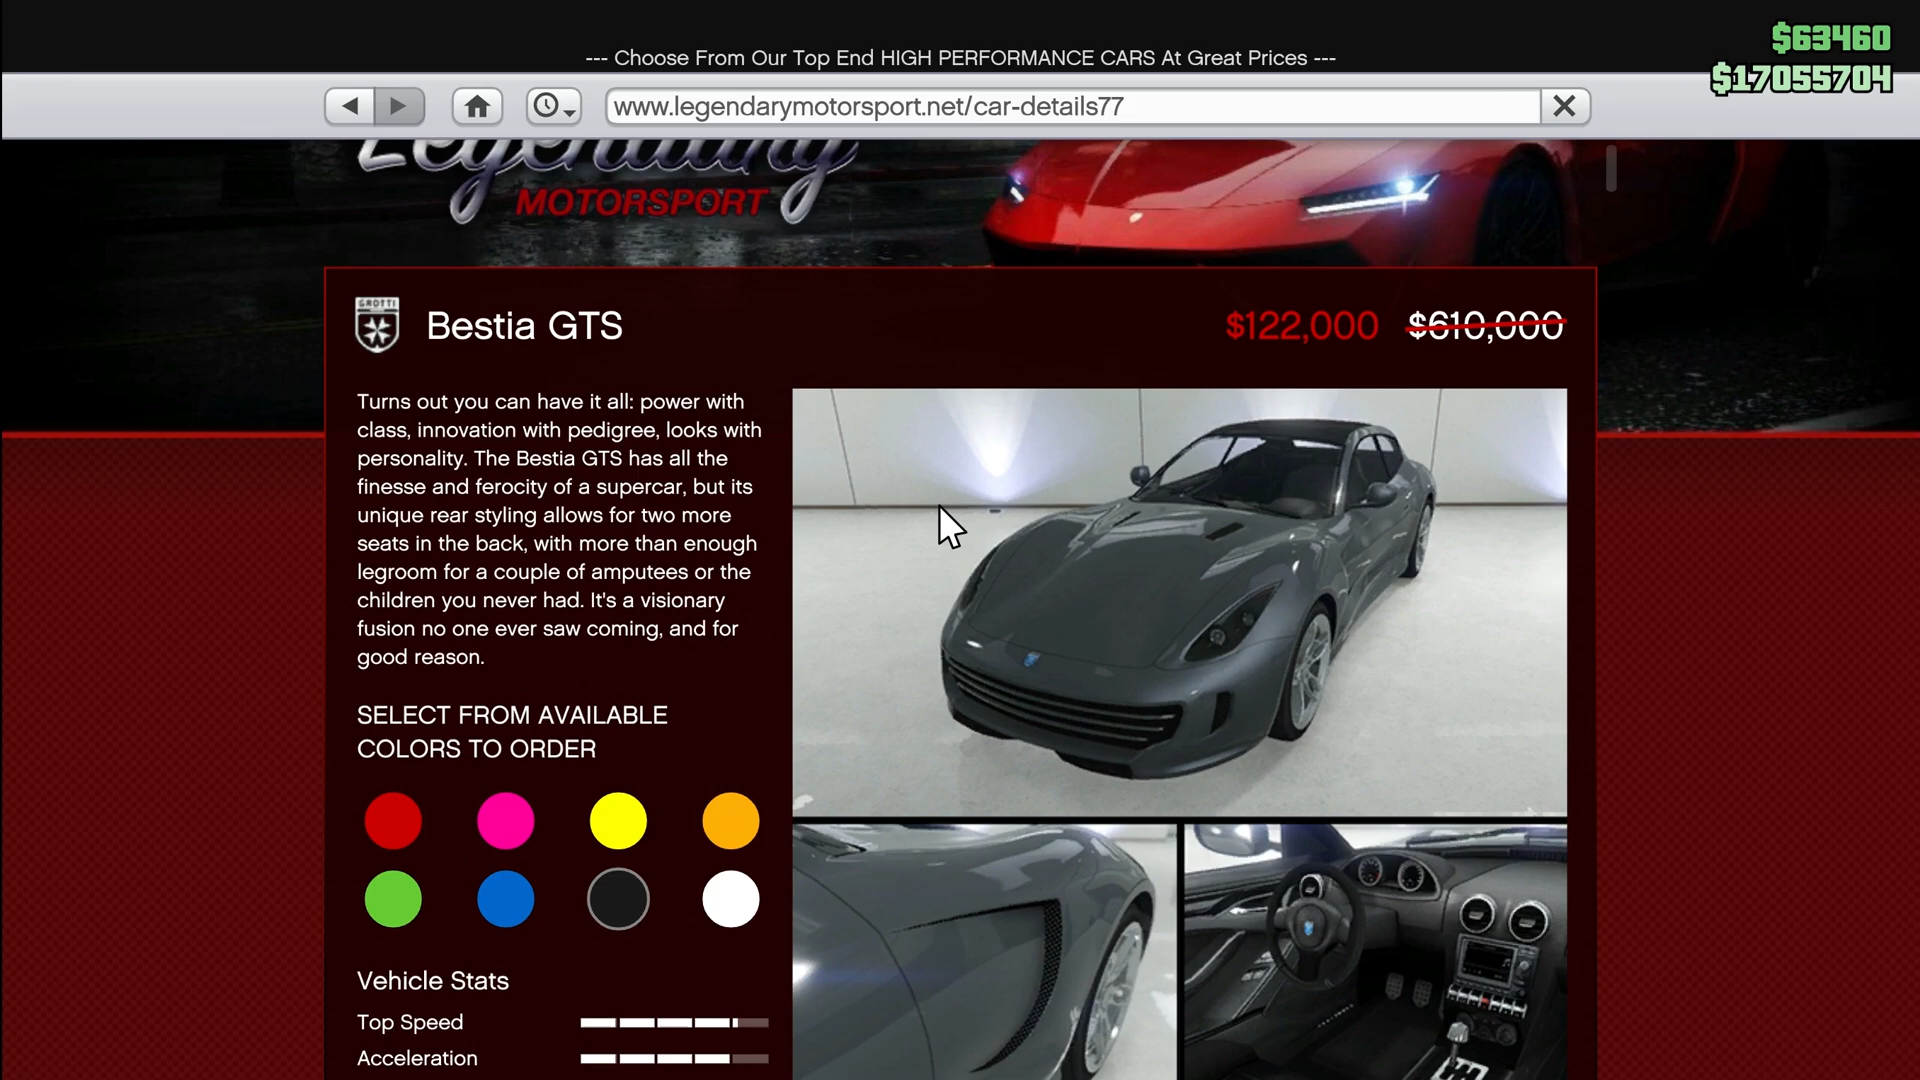 --- Choose From Our Top End HIGH PERFORMANCE CARS At Great Prices ---
$63460
$17055704
www.legendarymotorsport.net/car-details77
Legendary
MOTORSPORT
GROTTI
Bestia GTS
$122,000 $610,000
Turns out you can have it all: power with
class, innovation with pedigree, looks with
personality. The Bestia GTS has all the
finesse and ferocity of a supercar, but its
unique rear styling allows for two more
seats in the back, with more than enough
legroom for a couple of amputees or the
children you never had. It's a visionary
fusion no one ever saw coming, and for
good reason.
SELECT FROM AVAILABLE
COLORS TO ORDER
Vehicle Stats
Top Speed
Acceleration